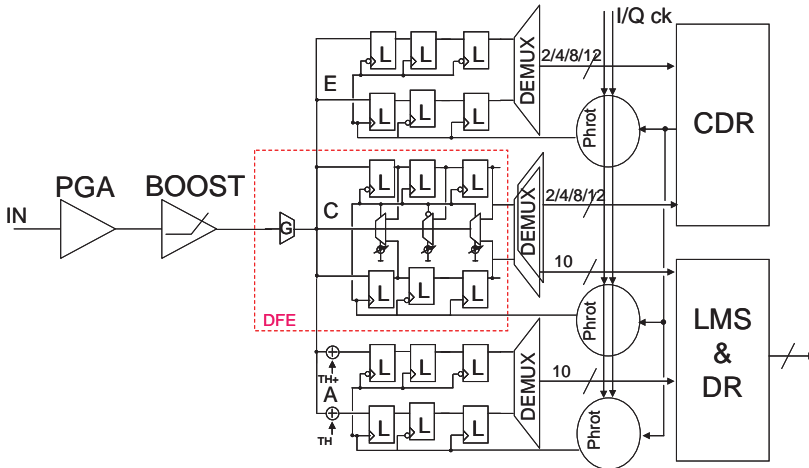 I/Q ck
L L L
2/4/8/12
E
DEMUX
L L L
Phrot
CDR
PGA
BOOST
IN
G
C
L L L
2/4/8/12
DEMUX
10
L L L
DFE
Phrot
LMS
&
DR
TH+
A
TH
L L L
10
DEMUX
L L L
Phrot